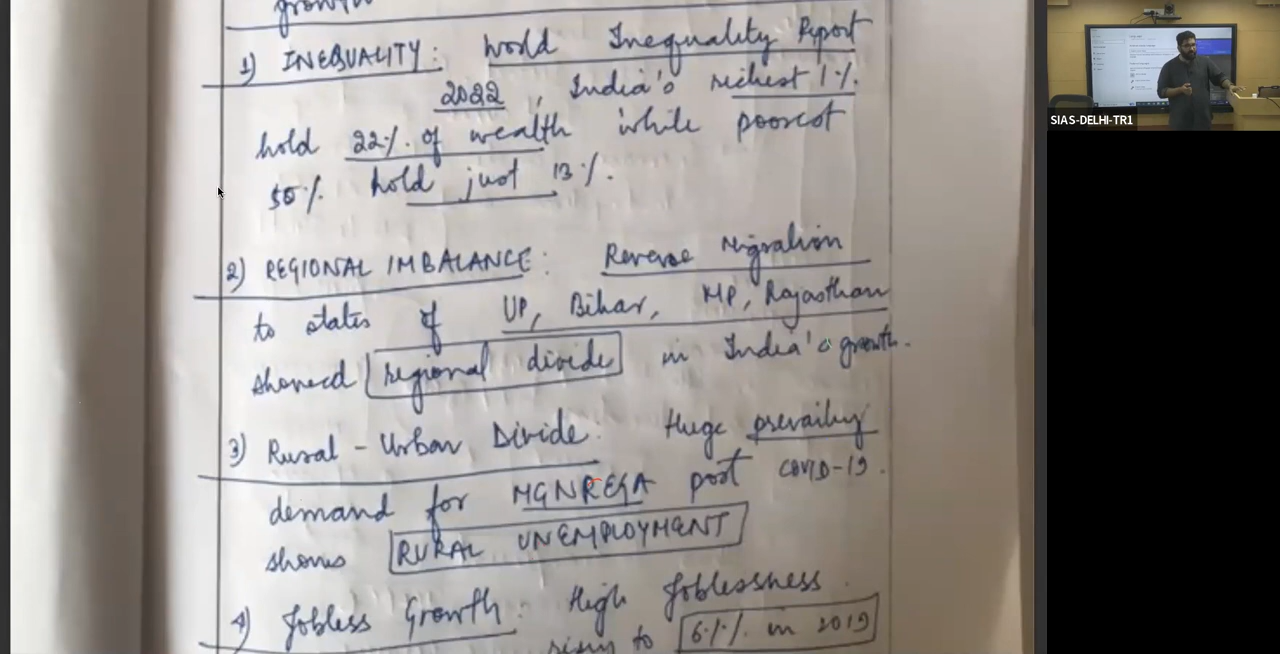 growth
1) INEQUALITY: World Inequality Report
2022, India's richest 1%
hold 22% of wealth while poorest
50% hold just 13%.
2) REGIONAL IMBALANCE: Reverse Migration
to states of UP, Bihar, MP, Rajasthan
showed regional divide in India's growth.
3) Rural-Urban Divide: Huge prevailing
demand for MGNREGA post COVID-19.
shows RURAL UNEMPLOYMENT
4) Jobless Growth: High Joblessness.
rising to 6.1% in 2019
SIAS-DELHI-TR1